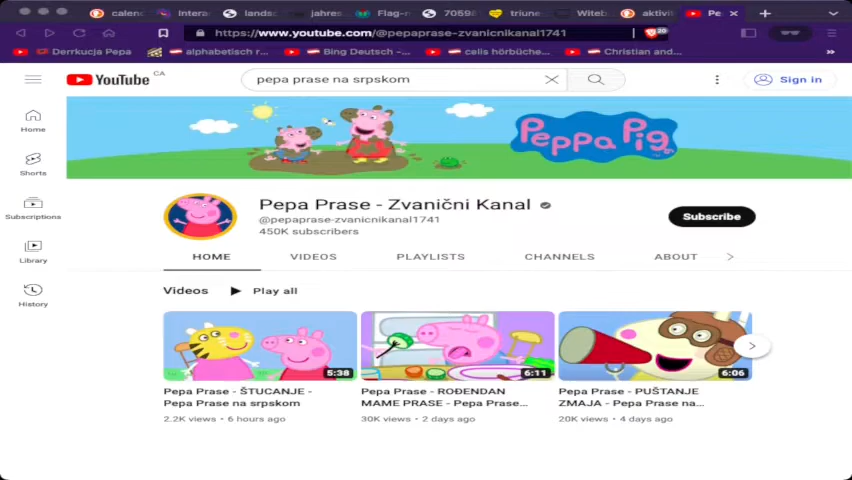 calen
Intera
lands
jahres
Flag-r
7059
triune
Witeb
aktivi
Pe
https://www.youtube.com/@pepaprase-zvanicnikanal1741
20
Derrkucja Pepa
alphabetisch r...
Bing Deutsch -...
celis hörbüche...
Christian and...
YouTube CA
pepa prase na srpskom
Sign in
Home
Shorts
Subscriptions
Library
History
Peppa Pig
Pepa Prase - Zvanični Kanal
@pepaprase-zvanicnikanal1741
450K subscribers
Subscribe
HOME VIDEOS PLAYLISTS CHANNELS ABOUT
Videos Play all
5:38
6:11
6:06
Pepa Prase - ŠTUCANJE -
Pepa Prase na srpskom
2.2K views • 6 hours ago
Pepa Prase - ROĐENDAN
MAME PRASE - Pepa Prase...
30K views • 2 days ago
Pepa Prase - PUŠTANJE
ZMAJA - Pepa Prase na...
20K views • 4 days ago